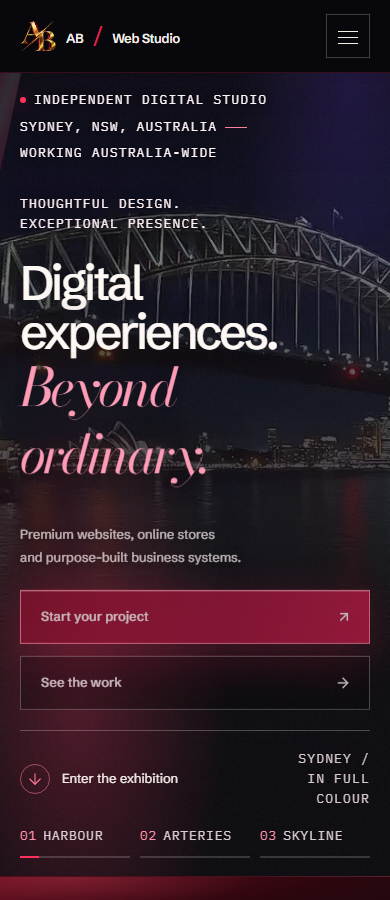 AB AB / Web Studio
INDEPENDENT DIGITAL STUDIO
SYDNEY, NSW, AUSTRALIA —
WORKING AUSTRALIA-WIDE
THOUGHTFUL DESIGN.
EXCEPTIONAL PRESENCE.
Digital
experiences.
Beyond
ordinary.
Premium websites, online stores
and purpose-built business systems.
Start your project
See the work
Enter the exhibition
SYDNEY /
IN FULL
COLOUR
01 HARBOUR 02 ARTERIES 03 SKYLINE